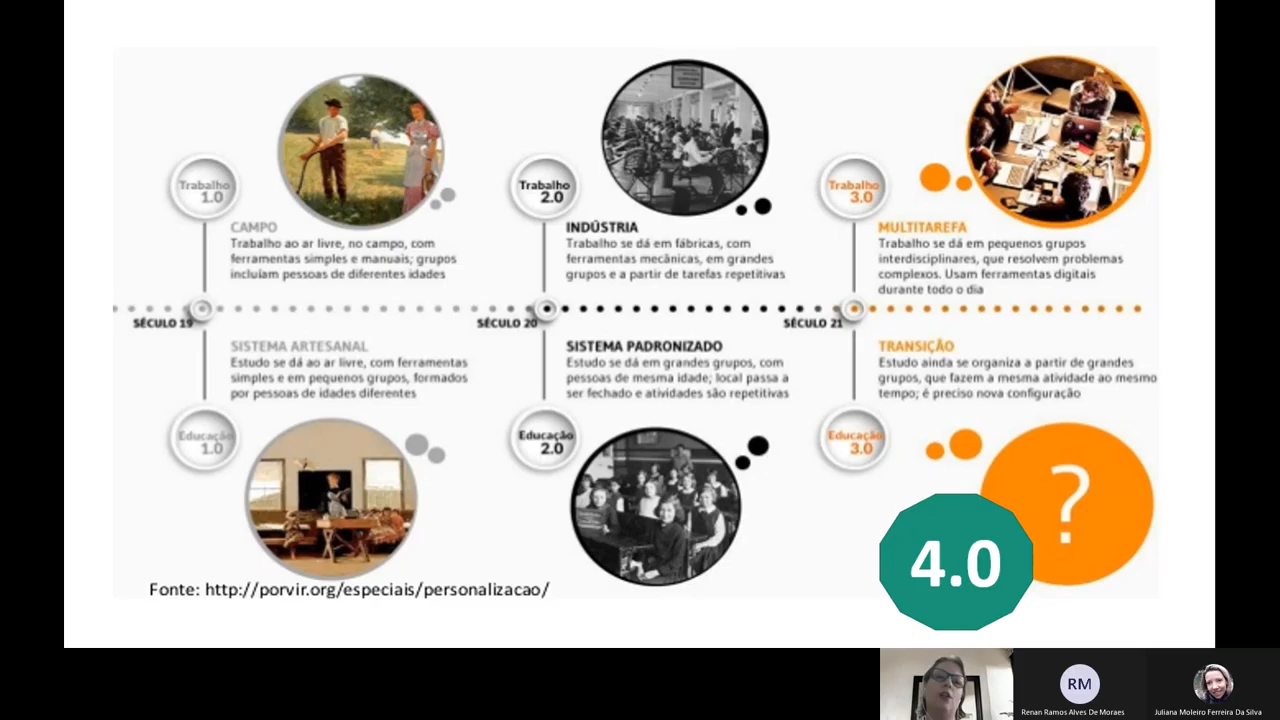 Trabalho
1.0
CAMPO
Trabalho ao ar livre, no campo, com
ferramentas simples e manuais; grupos
incluíam pessoas de diferentes idades
Trabalho
2.0
INDÚSTRIA
Trabalho se dá em fábricas, com
ferramentas mecânicas, em grandes
grupos e a partir de tarefas repetitivas
Trabalho
3.0
MULTITAREFA
Trabalho se dá em pequenos grupos
interdisciplinares, que resolvem problemas
complexos. Usam ferramentas digitais
durante todo o dia
SÉCULO 19
SÉCULO 20
SÉCULO 21
SISTEMA ARTESANAL
Estudo se dá ao ar livre, com ferramentas
simples e em pequenos grupos, formados
por pessoas de idades diferentes
Educação
1.0
SISTEMA PADRONIZADO
Estudo se dá em grandes grupos, com
pessoas de mesma idade; local passa a
ser fechado e atividades são repetitivas
Educação
2.0
TRANSIÇÃO
Estudo ainda se organiza a partir de grandes
grupos, que fazem a mesma atividade ao mesmo
tempo; é preciso nova configuração
Educação
3.0
?
4.0
Fonte: http://porvir.org/especiais/personalizacao/
RM
Renan Ramos Alves De Moraes
Juliana Moleiro Ferreira Da Silva